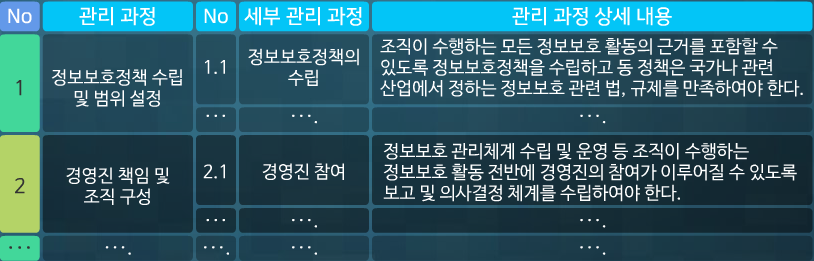 No 관리 과정 No 세부 관리 과정 관리 과정 상세 내용
1
정보보호정책 수립
및 범위 설정
1.1
정보보호정책의
수립
조직이 수행하는 모든 정보보호 활동의 근거를 포함할 수
있도록 정보보호정책을 수립하고 동 정책은 국가나 관련
산업에서 정하는 정보보호 관련 법, 규제를 만족하여야 한다.
··· ···. ···.
2
경영진 책임 및
조직 구성
2.1
경영진 참여
정보보호 관리체계 수립 및 운영 등 조직이 수행하는
정보보호 활동 전반에 경영진의 참여가 이루어질 수 있도록
보고 및 의사결정 체계를 수립하여야 한다.
··· ···. ···.
··· ···. ···. ···. ···.